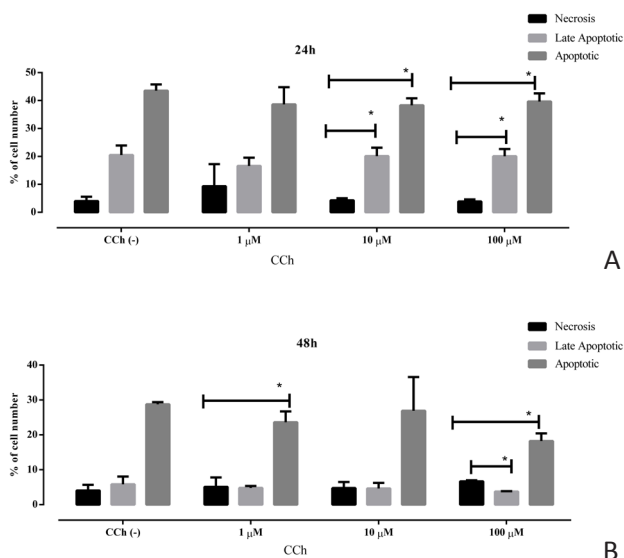 Necrosis
Late Apoptotic
Apoptotic
24h
% of cell number
50
40
30
20
10
0
* * * *
CCh (-) 1 μM 10 μM 100 μM
CCh
A
Necrosis
Late Apoptotic
Apoptotic
48h
% of cell number
40
30
20
10
0
* * *
CCh (-) 1 μM 10 μM 100 μM
CCh
B